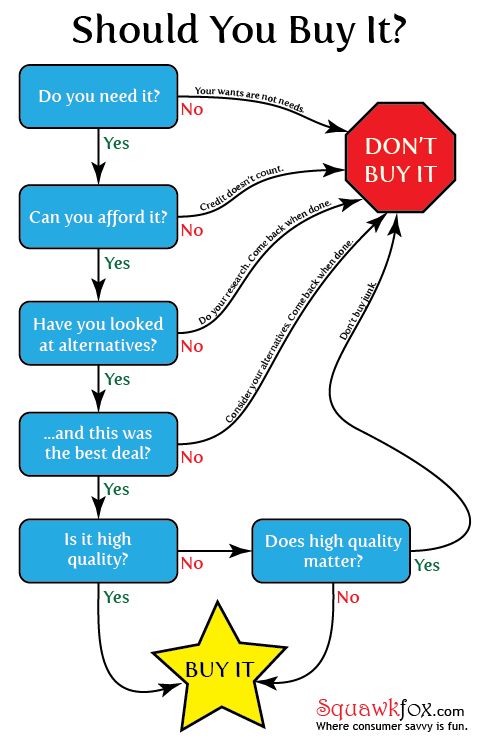 Should You Buy It?
Do you need it?
No
Your wants are not needs.
DON'T
BUY IT
Yes
Can you afford it?
No
Credit doesn't count.
Yes
Have you looked
at alternatives?
No
Do your research. Come back when done.
Yes
...and this was
the best deal?
No
Consider your alternatives. Come back when done.
Yes
Is it high
quality?
No
Does high quality
matter?
Yes
Don't buy junk.
Yes
No
BUY IT
Squawkfox.com
Where consumer savvy is fun.